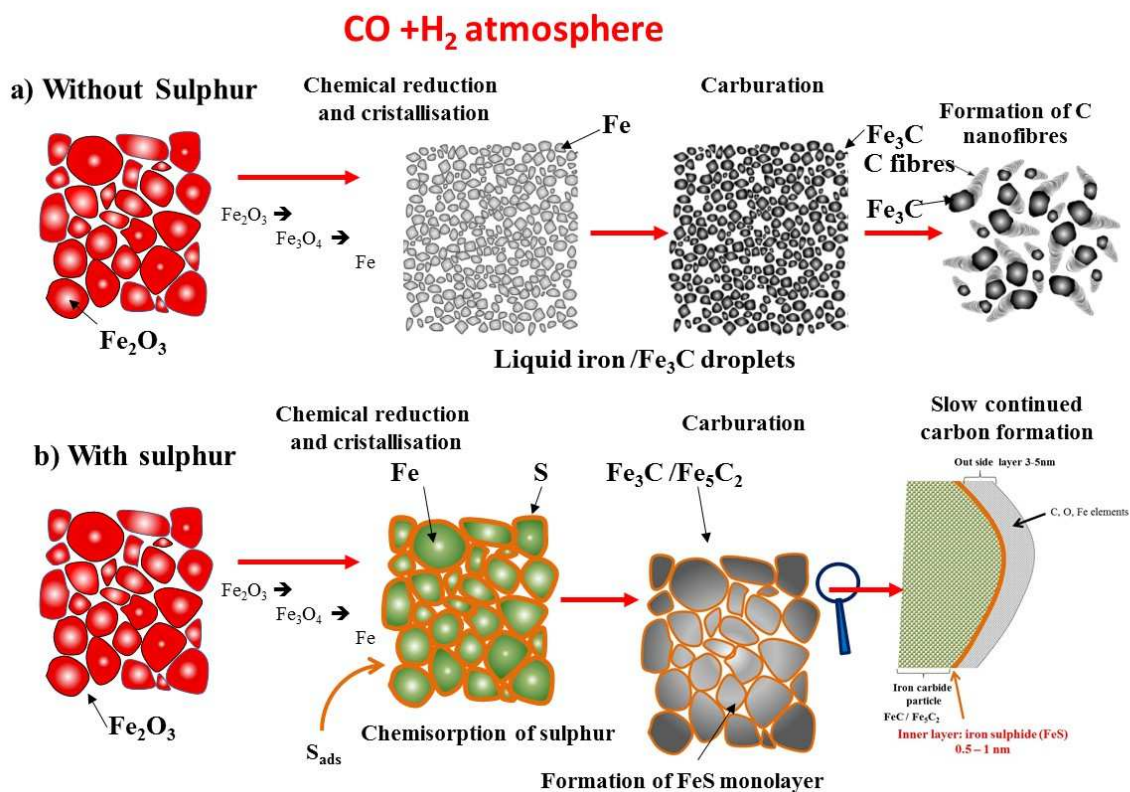 CO +H₂ atmosphere
a) Without Sulphur
Chemical reduction
and cristallisation
Fe
Carburation
Fe₃C
C fibres
Fe₃C
Formation of C
nanofibres
Fe₂O₃ ➔
Fe₃O₄ ➔
Fe
Fe₂O₃
Liquid iron /Fe₃C droplets
b) With sulphur
Chemical reduction
and cristallisation
Fe
S
Carburation
Fe₃C /Fe₅C₂
Slow continued
carbon formation
Out side layer 3-5nm
C, O, Fe elements
Fe₂O₃ ➔
Fe₃O₄ ➔
Fe
Fe₂O₃
S_ads
Chemisorption of sulphur
Formation of FeS monolayer
Iron carbide
particle
FeC / Fe₅C₂
Inner layer: iron sulphide (FeS)
0.5 – 1 nm